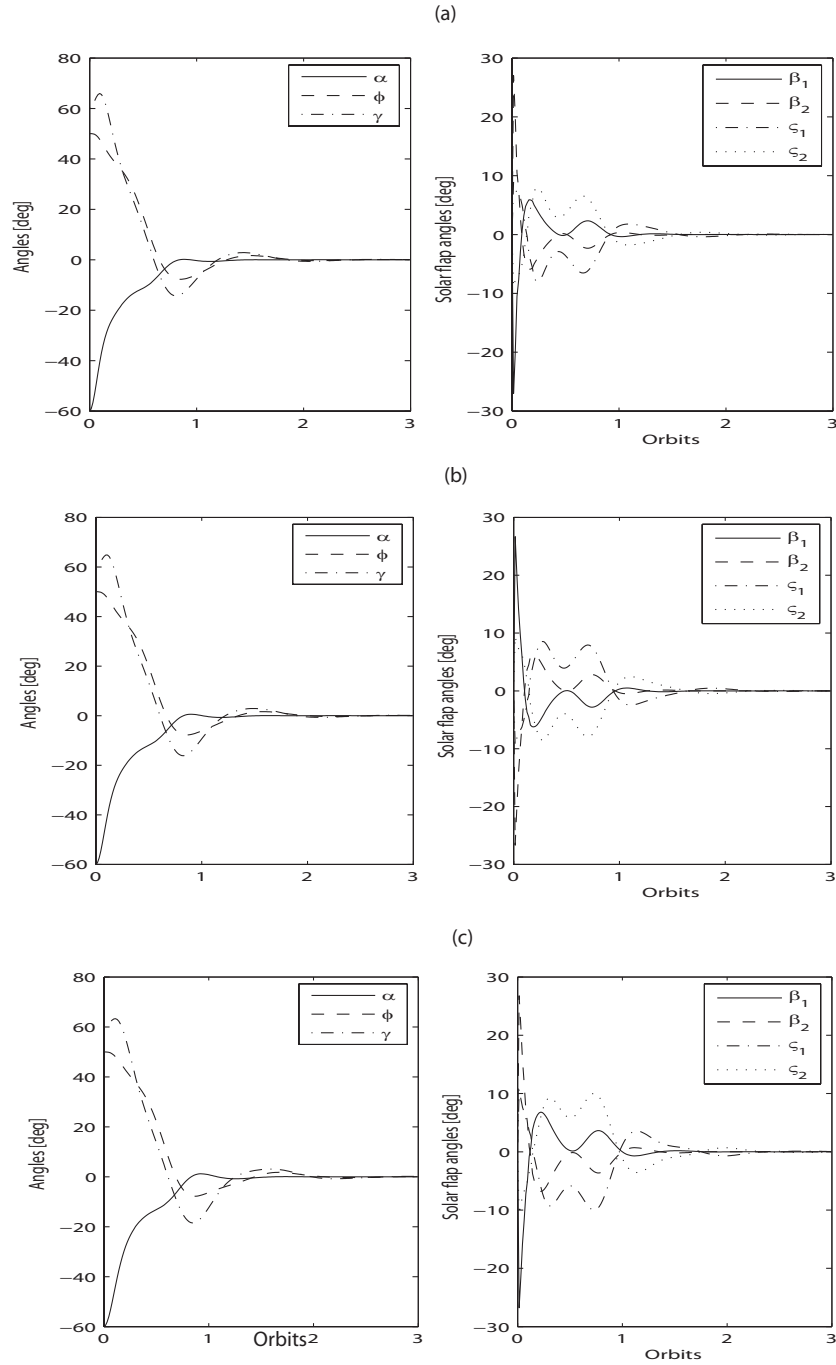 (a)
Angles [deg]
80
60
40
20
0
−20
−40
−60
0 1 2 3
α
ϕ
γ
Solar flap angles [deg]
30
20
10
0
−10
−20
−30
0 1 2 3
Orbits
β1
β2
ς1
ς2
(b)
Angles [deg]
80
60
40
20
0
−20
−40
−60
0 1 2 3
α
ϕ
γ
Solar flap angles [deg]
30
20
10
0
−10
−20
−30
0 1 2 3
Orbits
β1
β2
ς1
ς2
(c)
Angles [deg]
80
60
40
20
0
−20
−40
−60
0 1 2 3
Orbits
α
ϕ
γ
Solar flap angles [deg]
30
20
10
0
−10
−20
−30
0 1 2 3
Orbits
β1
β2
ς1
ς2